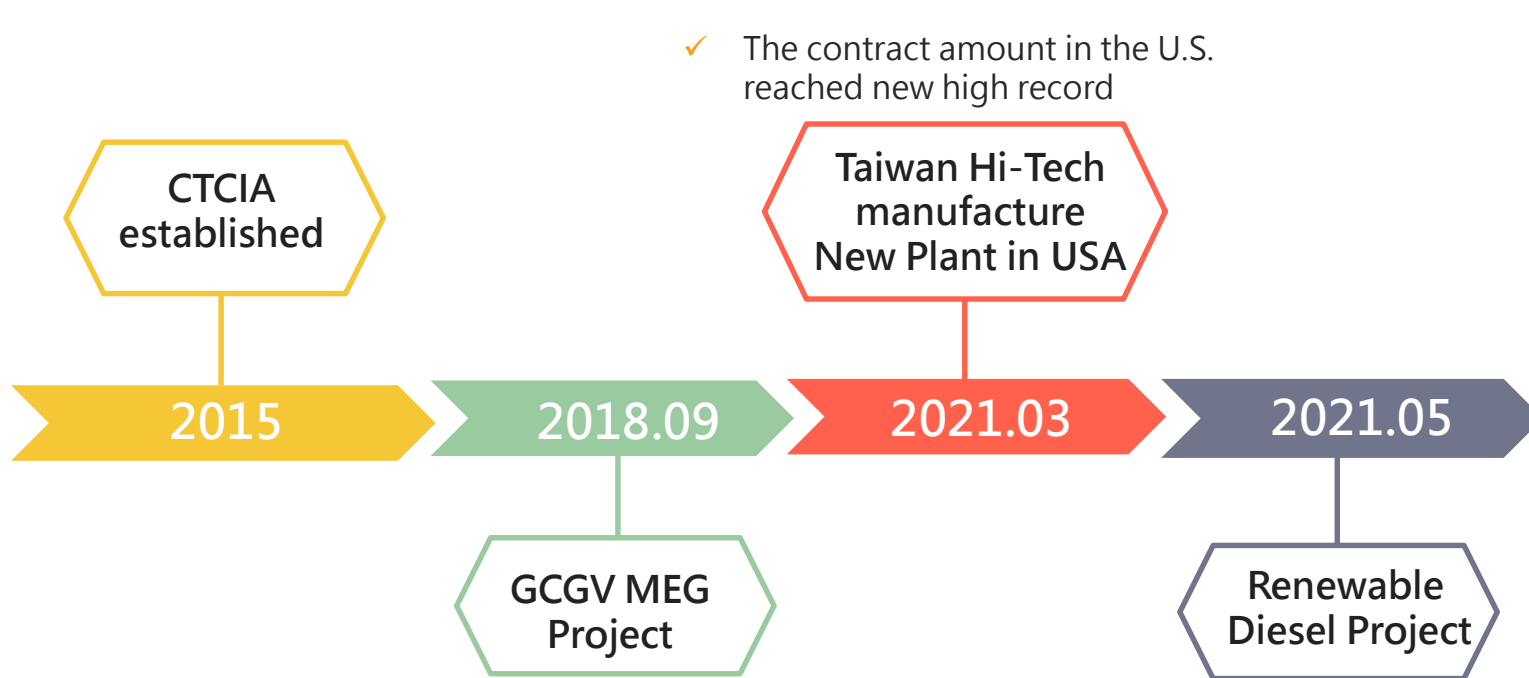 ✓ The contract amount in the U.S.
reached new high record
CTCIA
established
Taiwan Hi-Tech
manufacture
New Plant in USA
2015
2018.09
2021.03
2021.05
GCGV MEG
Project
Renewable
Diesel Project